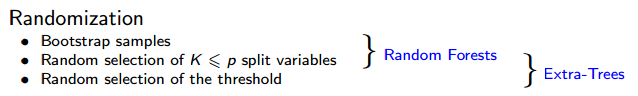 Randomization
• Bootstrap samples
• Random selection of K ⩽ p split variables
• Random selection of the threshold
} Random Forests
} Extra-Trees